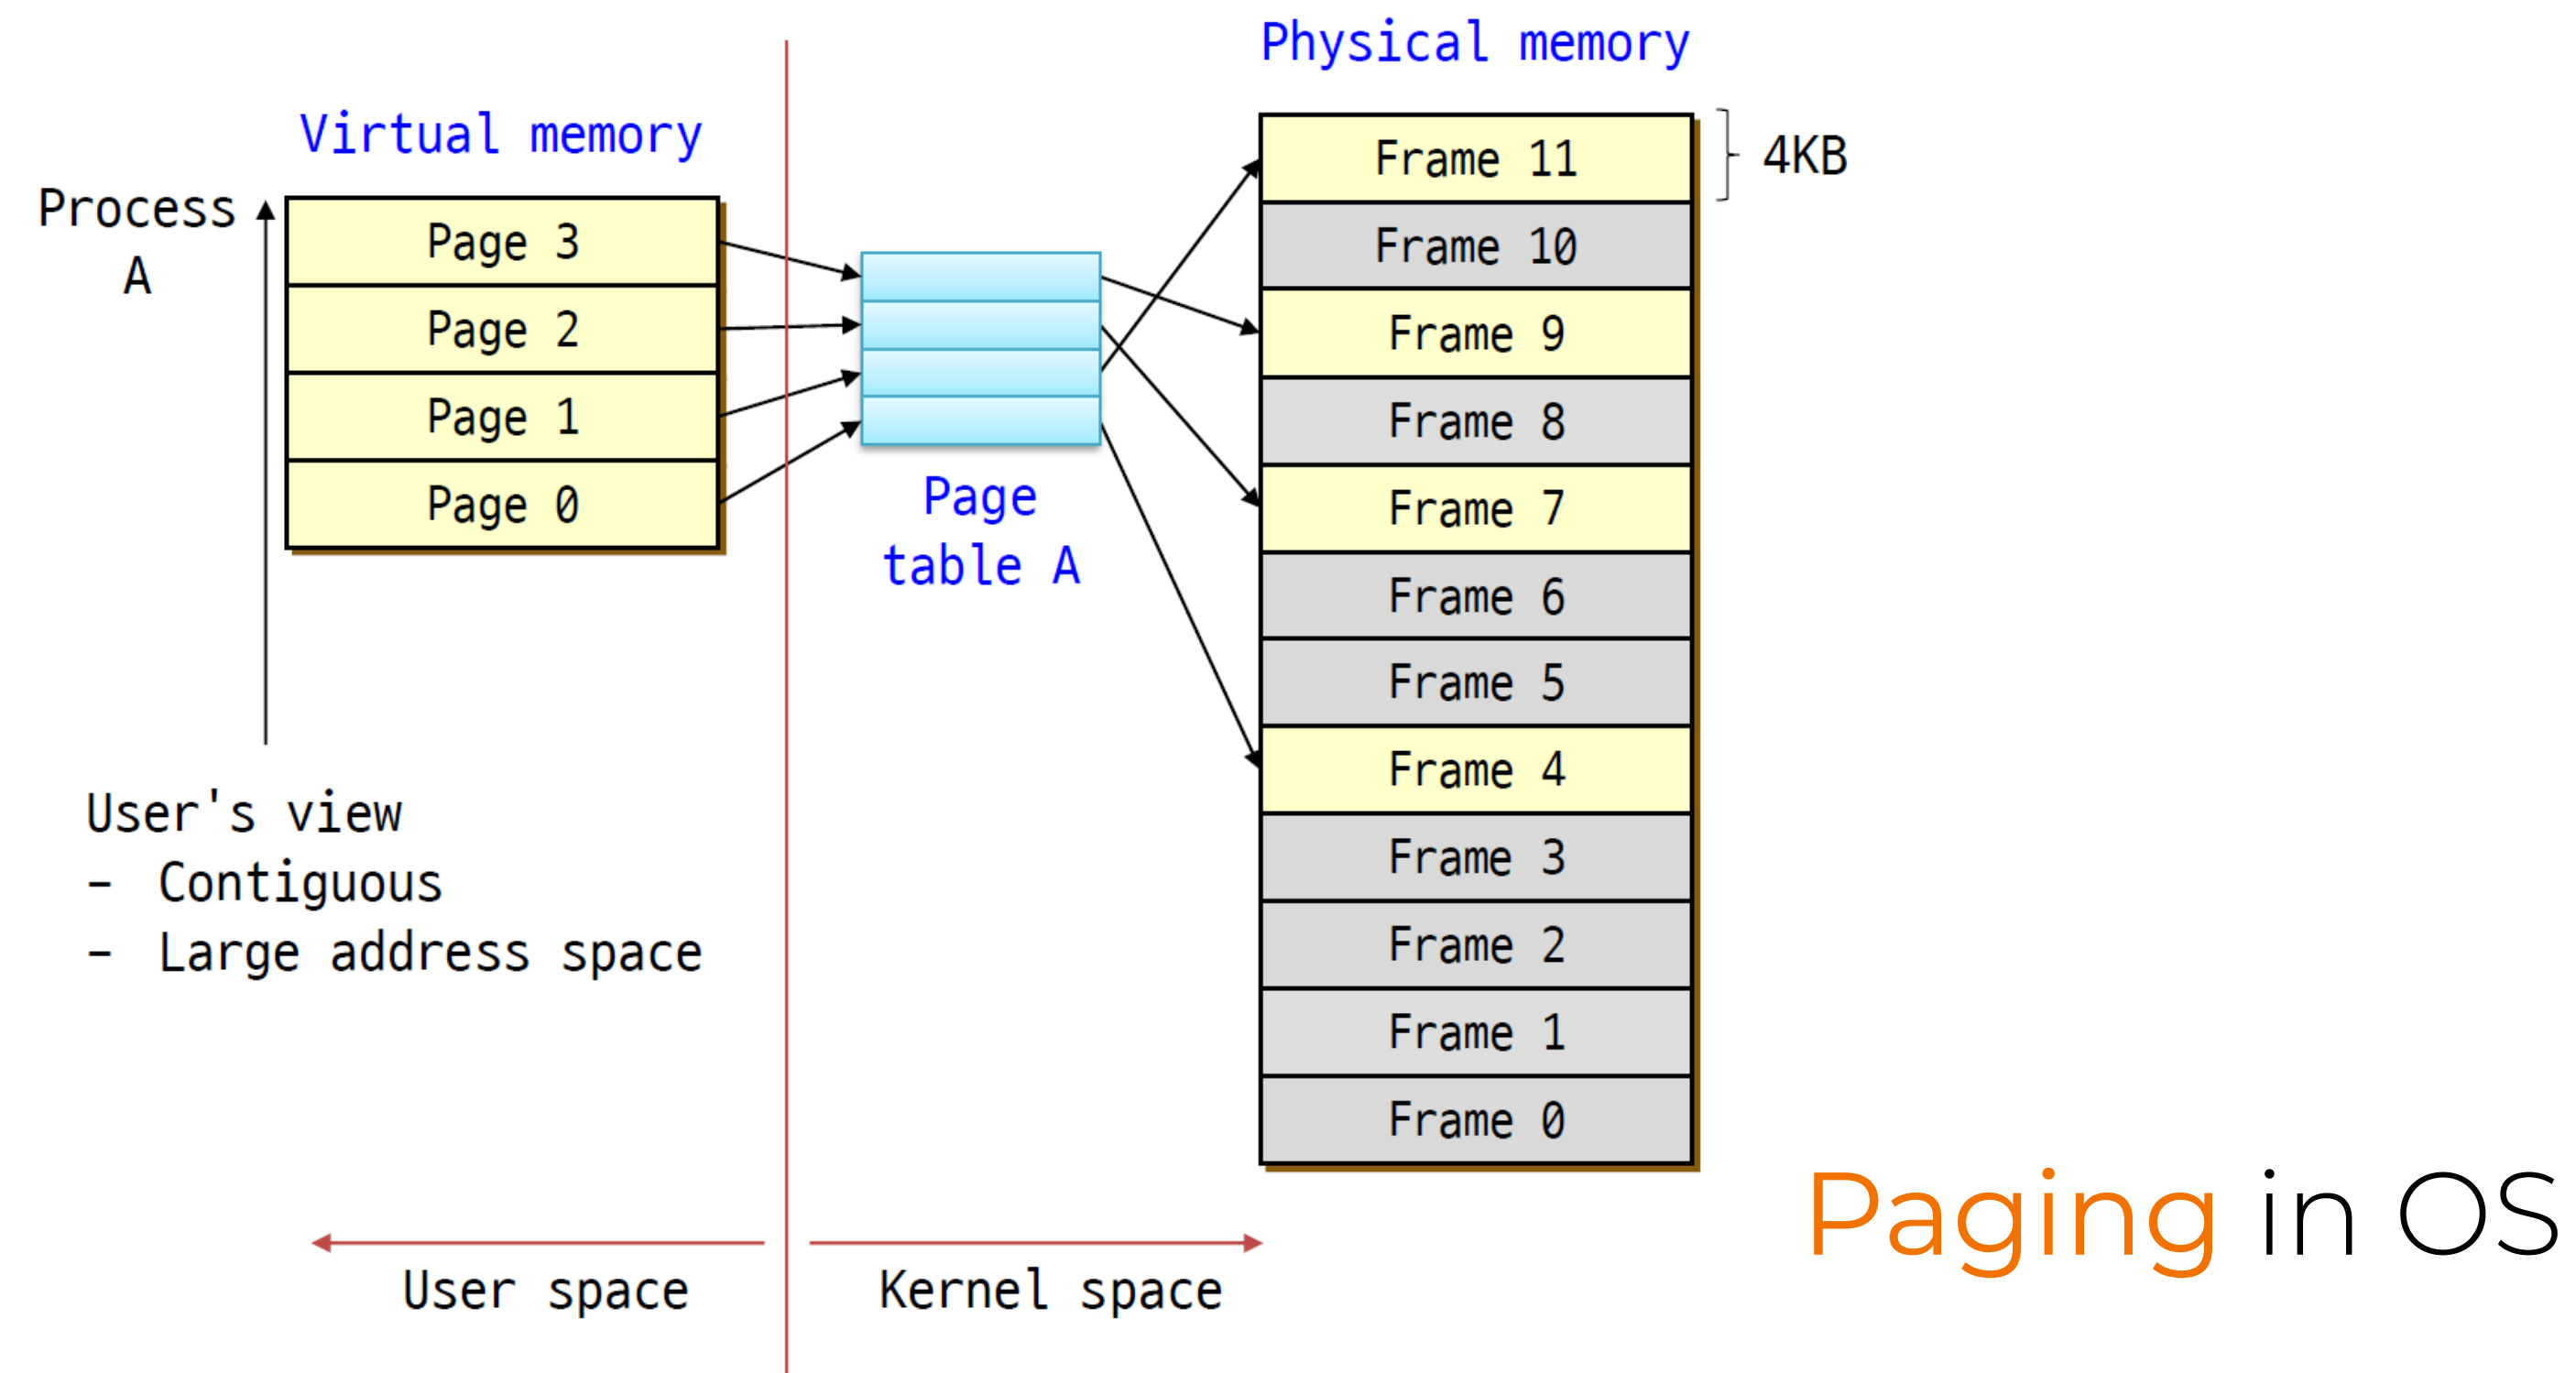 Physical memory
Virtual memory
Process
A
Page 3
Page 2
Page 1
Page 0
Page
table A
Frame 11
4KB
Frame 10
Frame 9
Frame 8
Frame 7
Frame 6
Frame 5
Frame 4
Frame 3
Frame 2
Frame 1
Frame 0
User's view
- Contiguous
- Large address space
User space
Kernel space
Paging in OS